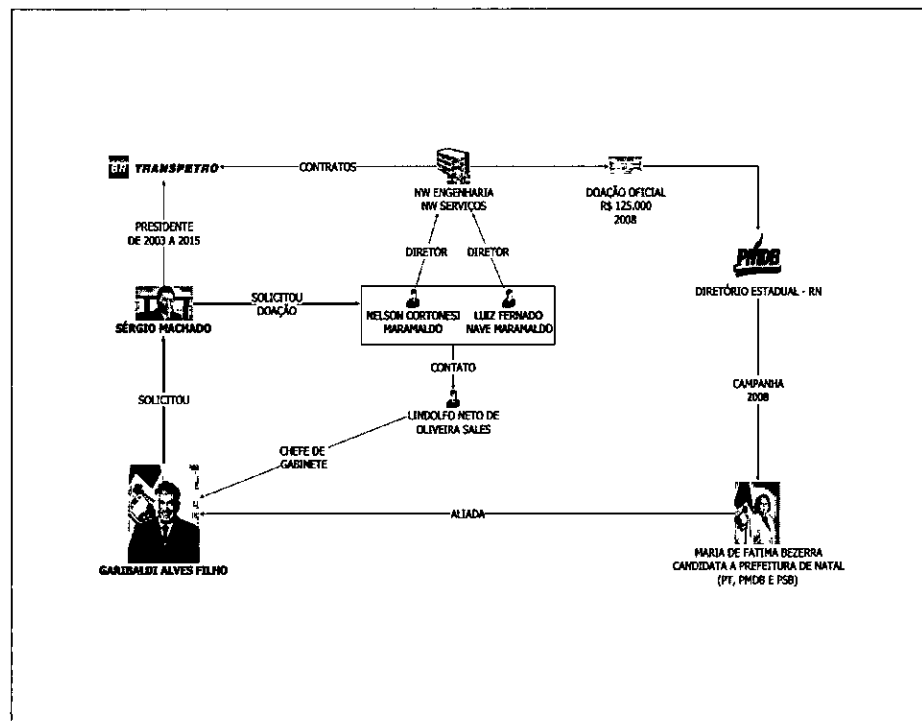 BR TRANSPETRO
CONTRATOS
NW ENGENHARIA
NW SERVIÇOS
DOAÇÃO OFICIAL
R$ 125.000
2008
PRESIDENTE
DE 2003 A 2015
DIRETOR
DIRETOR
PMDB
DIRETÓRIO ESTADUAL - RN
SÉRGIO MACHADO
SOLICITOU
DOAÇÃO
NELSON CORTONESI
MARAMALDO
LUIZ FERNADO
NAVE MARAMALDO
CONTATO
SOLICITOU
LINDOLFO NETO DE
OLIVEIRA SALES
CAMPANHA
2008
CHEFE DE
GABINETE
ALIADA
GARIBALDI ALVES FILHO
MARIA DE FATIMA BEZERRA
CANDIDATA A PREFEITURA DE NATAL
(PT, PMDB E PSB)